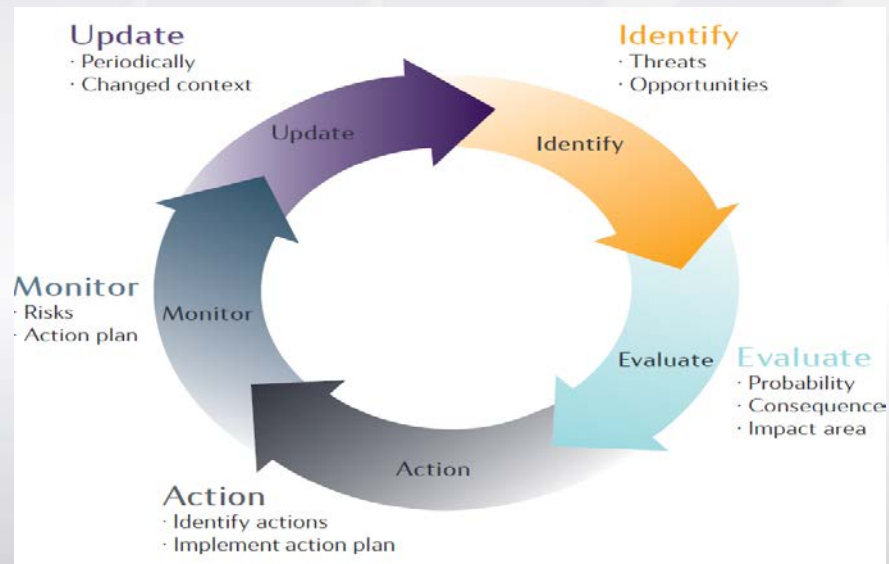 Update
· Periodically
· Changed context
Identify
· Threats
· Opportunities
Update
Identify
Monitor
· Risks
· Action plan
Monitor
Evaluate
Evaluate
· Probability
· Consequence
· Impact area
Action
Action
· Identify actions
· Implement action plan